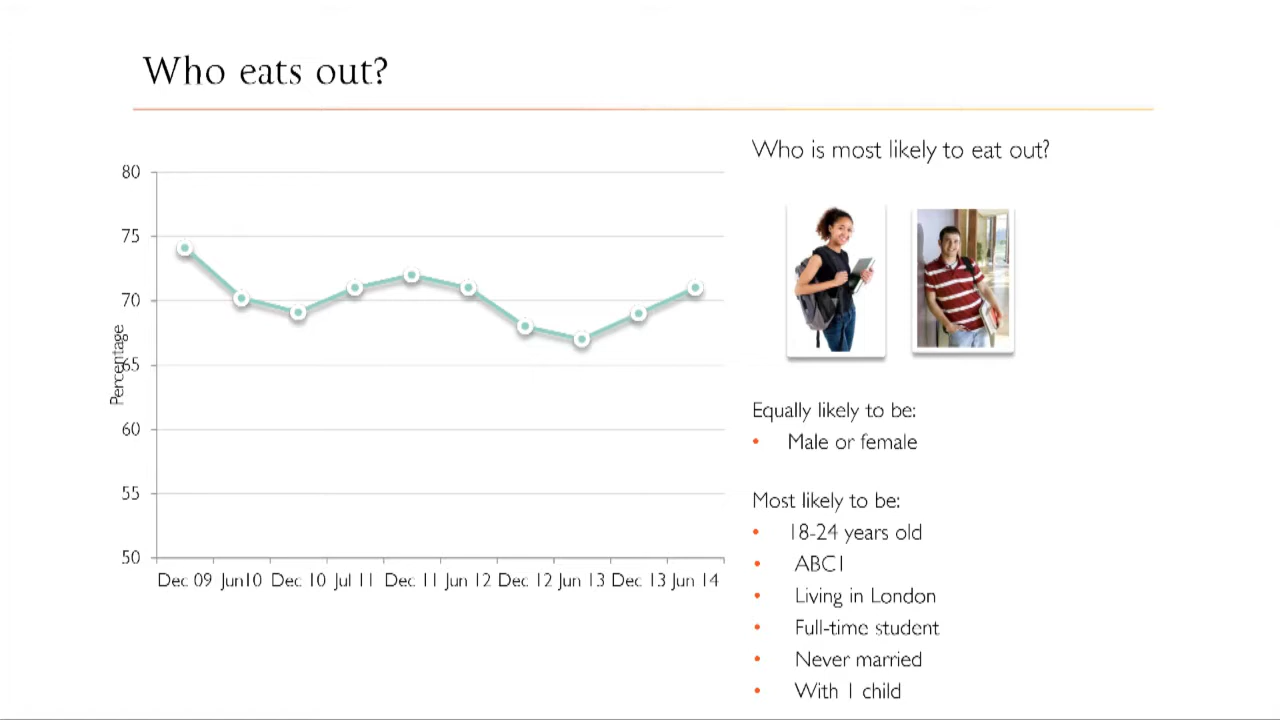 Who eats out?
Who is most likely to eat out?
80
75
70
65
60
55
50
Percentage
Dec 09 Jun10 Dec 10 Jul 11 Dec 11 Jun 12 Dec 12 Jun 13 Dec 13 Jun 14
Equally likely to be:
• Male or female
Most likely to be:
• 18-24 years old
• ABC1
• Living in London
• Full-time student
• Never married
• With 1 child